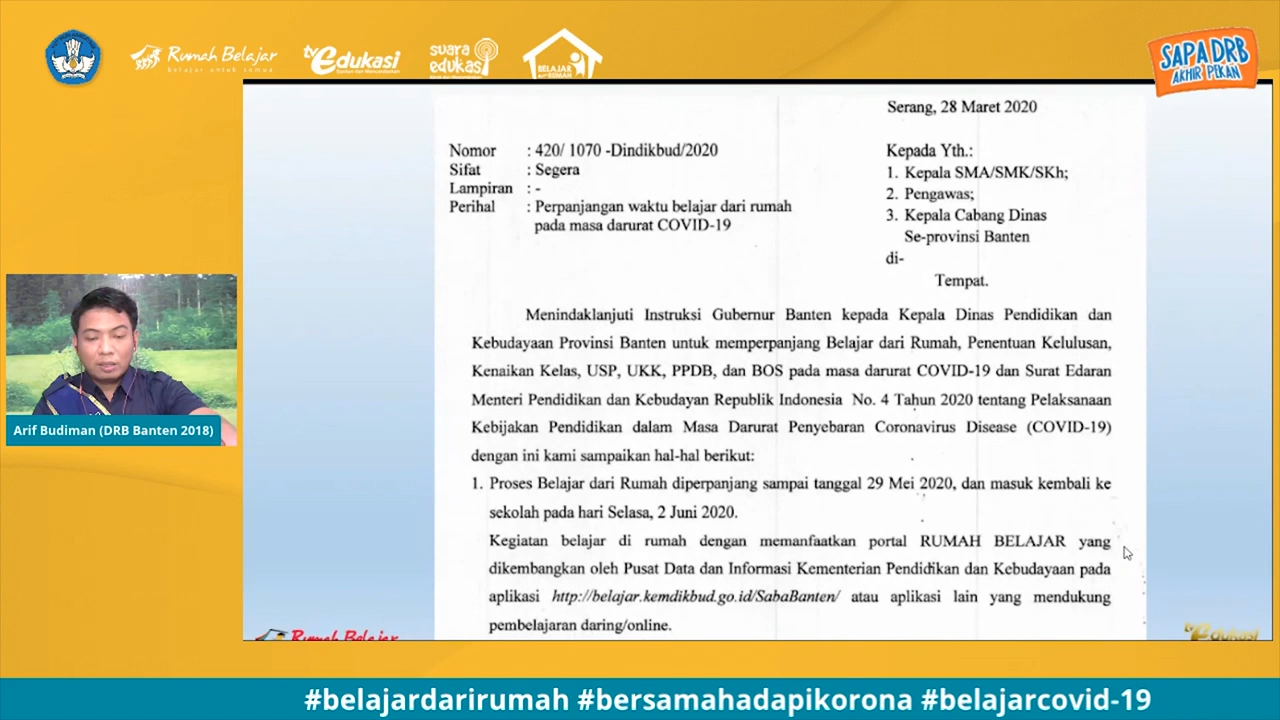 Rumah Belajar
belajar untuk semua
tv edukasi
suara edukasi
BELAJAR
SAPA DRB
AKHIR PEKAN
Serang, 28 Maret 2020
Nomor : 420/ 1070 -Dindikbud/2020
Sifat : Segera
Lampiran : -
Perihal : Perpanjangan waktu belajar dari rumah
pada masa darurat COVID-19
Kepada Yth.:
1. Kepala SMA/SMK/SKh;
2. Pengawas;
3. Kepala Cabang Dinas
Se-provinsi Banten
di-
Tempat.
Menindaklanjuti Instruksi Gubernur Banten kepada Kepala Dinas Pendidikan dan
Kebudayaan Provinsi Banten untuk memperpanjang Belajar dari Rumah, Penentuan Kelulusan,
Kenaikan Kelas, USP, UKK, PPDB, dan BOS pada masa darurat COVID-19 dan Surat Edaran
Menteri Pendidikan dan Kebudayan Republik Indonesia No. 4 Tahun 2020 tentang Pelaksanaan
Kebijakan Pendidikan dalam Masa Darurat Penyebaran Coronavirus Disease (COVID-19)
dengan ini kami sampaikan hal-hal berikut:
1. Proses Belajar dari Rumah diperpanjang sampai tanggal 29 Mei 2020, dan masuk kembali ke
sekolah pada hari Selasa, 2 Juni 2020.
Kegiatan belajar di rumah dengan memanfaatkan portal RUMAH BELAJAR yang
dikembangkan oleh Pusat Data dan Informasi Kementerian Pendidikan dan Kebudayaan pada
aplikasi http://belajar.kemdikbud.go.id/SabaBanten/ atau aplikasi lain yang mendukung
pembelajaran daring/online.
Arif Budiman (DRB Banten 2018)
Rumah Belajar
tv edukasi
#belajardarirumah #bersamahadapikorona #belajarcovid-19